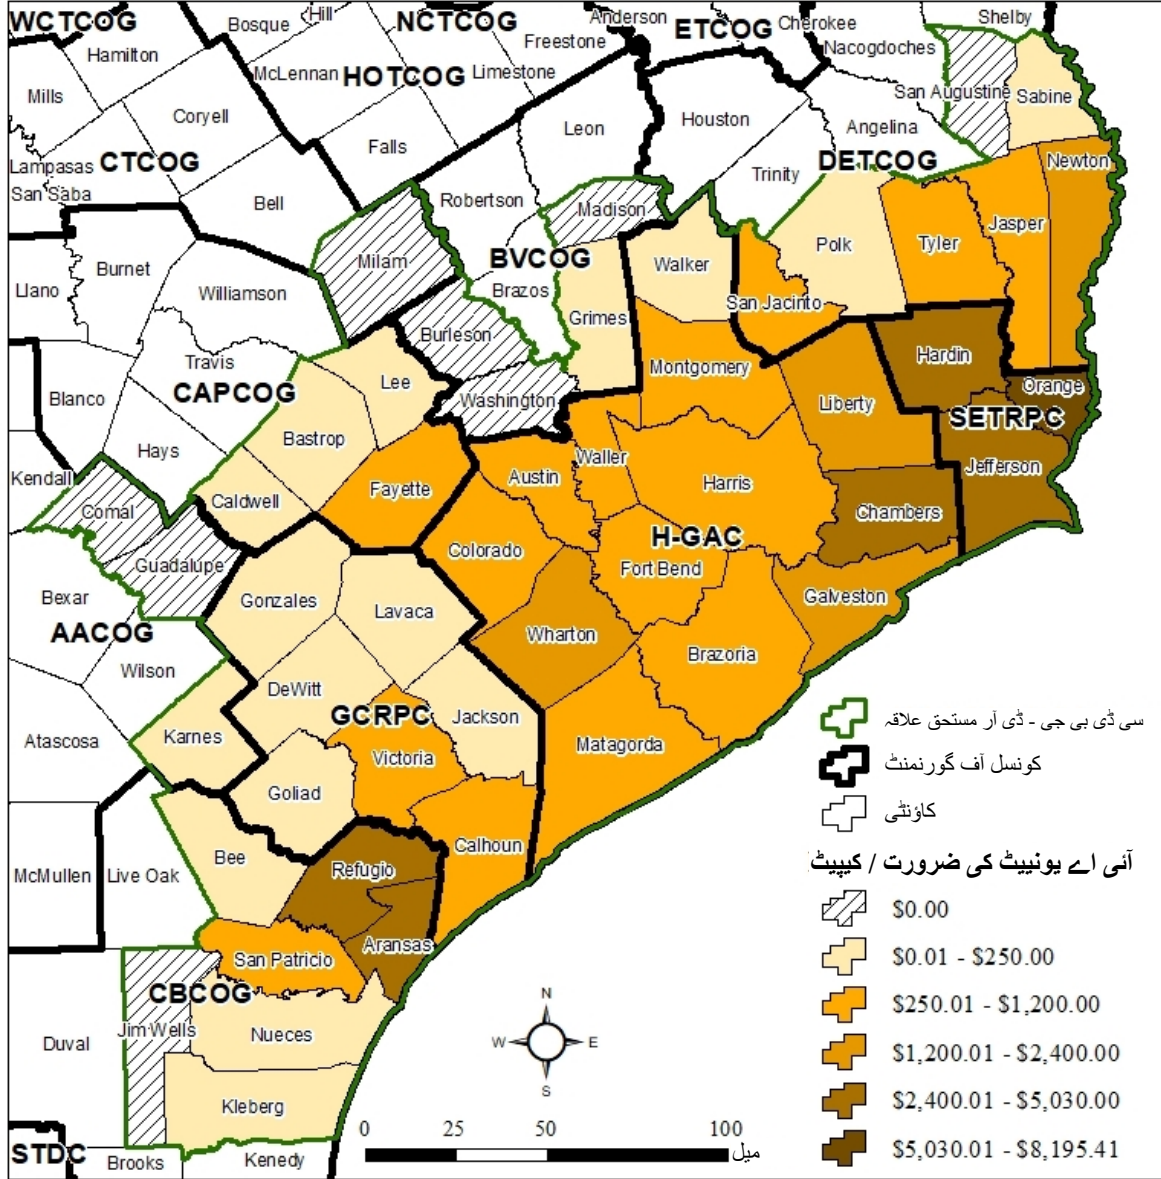 Shelby
WCTCOG
Bosque
Hill
NCTCOG
Anderson
ETCOG
Cherokee
Hamilton
Freestone
Nacogdoches
McLennan
HOTCOG
Limestone
Mills
San Augustine
Sabine
Coryell
Leon
Houston
Angelina
Falls
Lampasas
CTCOG
DETCOG
Newton
San Saba
Trinity
Bell
Robertson
Madison
Jasper
Milam
BVCOG
Walker
Polk
Tyler
Burnet
Llano
Williamson
Brazos
San Jacinto
Grimes
Burleson
Travis
Hardin
Montgomery
Lee
Orange
Blanco
CAPCOG
Washington
Liberty
SETRPC
Bastrop
Hays
Waller
Jefferson
Kendall
Austin
Harris
Fayette
Caldwell
Comal
Chambers
H-GAC
Colorado
Guadalupe
Fort Bend
Bexar
Gonzales
Lavaca
Galveston
AACOG
Wharton
Wilson
Brazoria
DeWitt
GCRPC
Jackson
Karnes
Atascosa
Matagorda
Victoria
Goliad
Calhoun
Bee
McMullen
Live Oak
Refugio
Aransas
San Patricio
CBCOG
Jim Wells
Nueces
Duval
Kleberg
STDC
Brooks
Kenedy
سی ڈی بی جی - ڈی آر مستحق علاقہ
کونسل آف گورنمنٹ
کاؤنٹی
آئی اے یونییٹ کی ضرورت / کیپیٹ
$0.00
$0.01 - $250.00
$250.01 - $1,200.00
$1,200.01 - $2,400.00
$2,400.01 - $5,030.00
$5,030.01 - $8,195.41
N
W E
S
0 25 50 100
میل